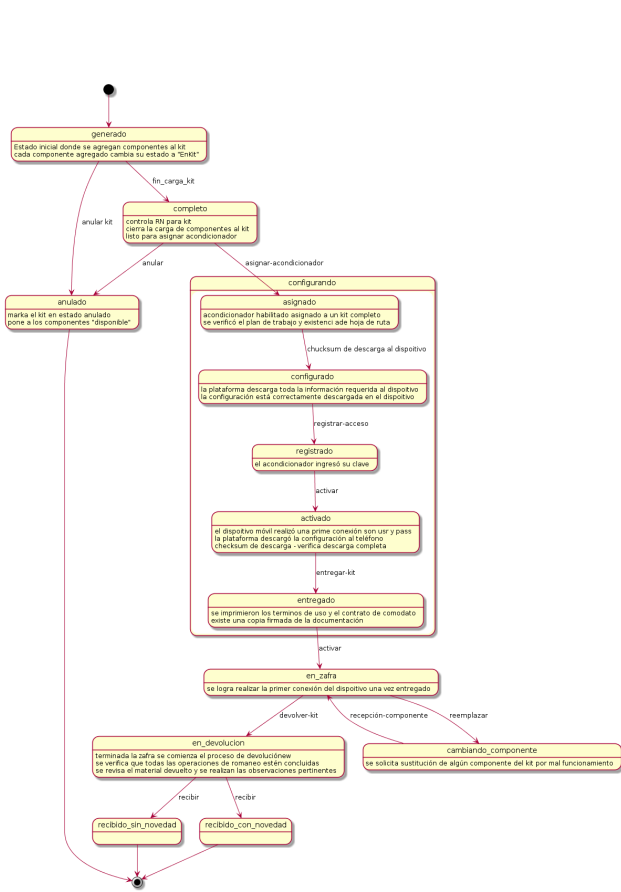 generado
Estado inicial donde se agregan componentes al kit
cada componente agregado cambia su estado a "EnKit"
fin_carga_kit
completo
controla RN para kit
cierra la carga de componentes al kit
listo para asignar acondicionador
anular kit
anular
asignar-acondicionador
configurando
anulado
marka el kit en estado anulado
pone a los componentes "disponible"
asignado
acondicionador habilitado asignado a un kit completo
se verificó el plan de trabajo y existenci ade hoja de ruta
chucksum de descarga al dispoitivo
configurado
la plataforma descarga toda la información requerida al dispoitivo
la configuración está correctamente descargada en el dispoitivo
registrar-acceso
registrado
el acondicionador ingresó su clave
activar
activado
el dispoitivo móvil realizó una prime conexión son usr y pass
la plataforma descargó la configuración al teléfono
checksum de descarga - verifica descarga completa
entregar-kit
entregado
se imprimieron los terminos de uso y el contrato de comodato
existe una copia firmada de la documentación
activar
en_zafra
se logra realizar la primer conexión del dispoitivo una vez entregado
devolver-kit
recepción-componente
reemplazar
en_devolucion
terminada la zafra se comienza el proceso de devoluciónew
se verifica que todas las operaciones de romaneo estén concluidas
se revisa el material devuelto y se realizan las observaciones pertinentes
cambiando_componente
se solicita sustitución de algún componente del kit por mal funcionamiento
recibir
recibir
recibido_sin_novedad
recibido_con_novedad